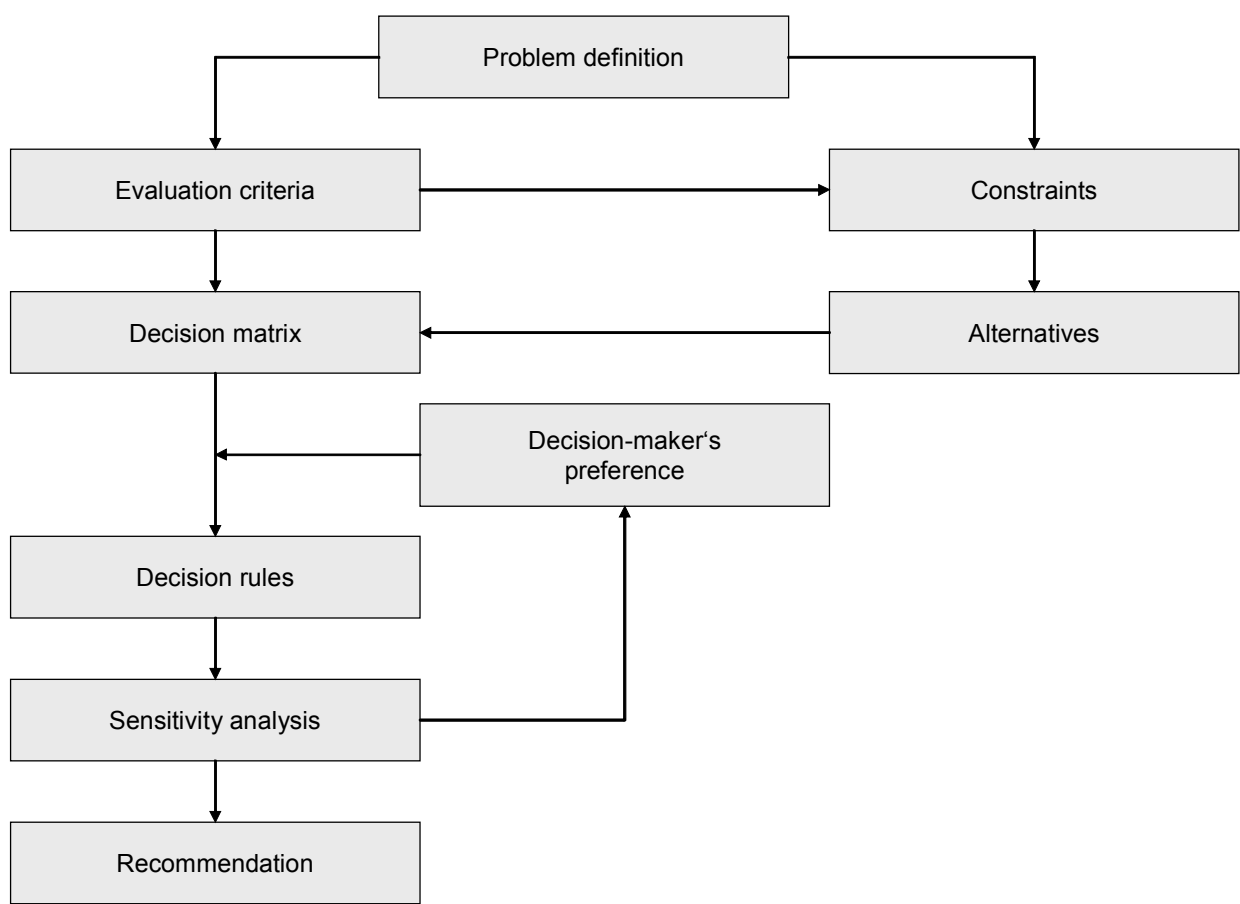 Problem definition
Evaluation criteria
Constraints
Decision matrix
Alternatives
Decision-maker‘s
preference
Decision rules
Sensitivity analysis
Recommendation